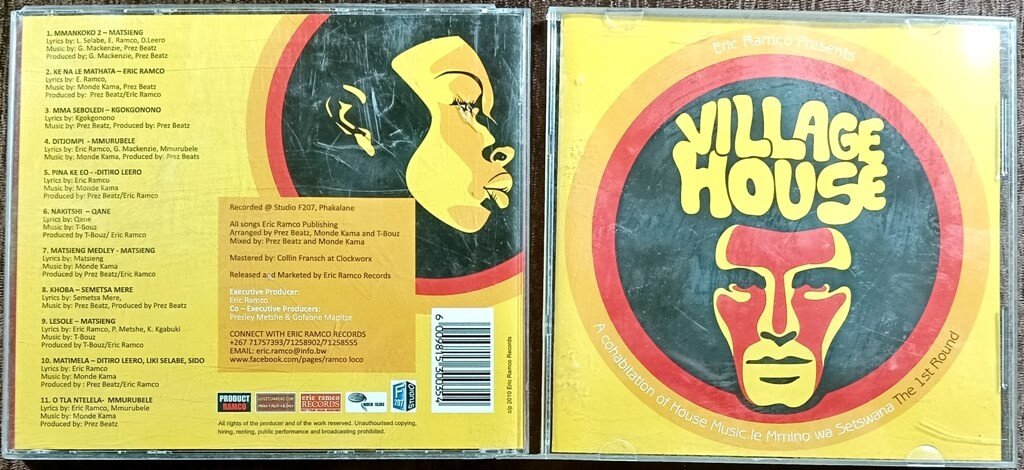 1. MMANKOKO 2 – MATSIENG
Lyrics by: L. Selabe, E. Ramco, D.Leero
Music by: G. Mackenzie, Prez Beatz
Produced by; G. Mackenzie, Prez Beatz
2. KE NA LE MATHATA – ERIC RAMCO
Lyrics by: E. Ramco,
Music by: Monde Kama, Prez Beatz
Produced by: Prez Beatz/Eric Ramco
3. MMA SEBOLEDI – KGOKGONONO
Lyrics by: Kgokgonono
Music by: Prez Beatz, Produced by: Prez Beatz
4. DITJOMPI - MMURUBELE
Lyrics by: Eric Ramco, G. Mackenzie, Mmurubele
Music by: Monde Kama, Produced by: Prez Beats
5. PINA KE EO - -DITIRO LEERO
Lyrics by: Eric Ramco
Music by: Monde Kama
Produced by: Prez Beatz/Eric Ramco
6. NAKITSHI – QANE
Lyrics by: Qane
Music by: T-Bouz
Produced by T-Bouz/ Eric Ramco
7. MATSIENG MEDLEY - MATSIENG
Lyrics by: Matsieng
Music by: Monde Kama
Produced by: Prez Beatz/Eric Ramco
8. KHOBA – SEMETSA MERE
Lyrics by: Semetsa Mere,
Music by: Prez Beatz, Produced by Prez Beatz
9. LESOLE – MATSIENG
Lyrics by: Eric Ramco, P. Metshe, K. Kgabuki
Music by: T-Bouz
Produced by T-Bouz/Eric Ramco
10. MATIMELA – DITIRO LEERO, LIKI SELABE, SIDO
Lyrics by: Eric Ramco
Music by: Monde Kama
Produced by : Prez Beatz/Eric Ramco
11. O TLA NTELELA- MMURUBELE
Lyrics by: Eric Ramco, Mmurubele
Music by: Monde Kama
Produced by: Prez Beatz
Recorded @ Studio F207, Phakalane
All songs Eric Ramco Publishing
Arranged by Prez Beatz, Monde Kama and T-Bouz
Mixed by: Prez Beatz and Monde Kama
Mastered by: Collin Fransch at Clockworx
Released and Marketed by Eric Ramco Records
Executive Producer:
Eric Ramco
Co – Executive Producers:
Presley Metshe & Gofaone Magitse
CONNECT WITH ERIC RAMCO RECORDS
+267 71757393/71258902/71258555
EMAIL: eric.ramco@info.bw
www.facebook.com/pages/ramco loco
PRODUCT
RAMCO
eric ramco
RECORDS
F
207
All rights of the producer and of the work reserved. Unauthourised copying,
hiring, renting, public performance and broadcasting prohibited.
6 009815 300354
c/p 2010 Eric Ramco Records
Eric Ramco Presents
VILLAGE
HOUSE
A cohabitation of House Music le Mmino wa Setswana The 1st Round